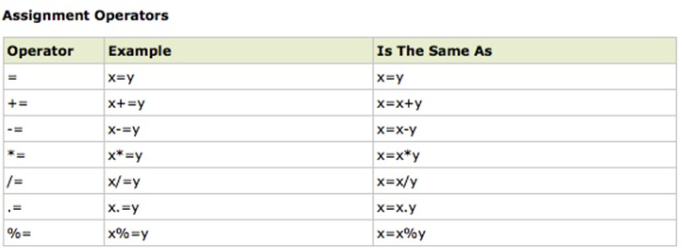 Assignment Operators
Operator Example Is The Same As
= x=y x=y
+= x+=y x=x+y
-= x-=y x=x-y
*= x*=y x=x*y
/= x/=y x=x/y
.= x.=y x=x.y
%= x%=y x=x%y